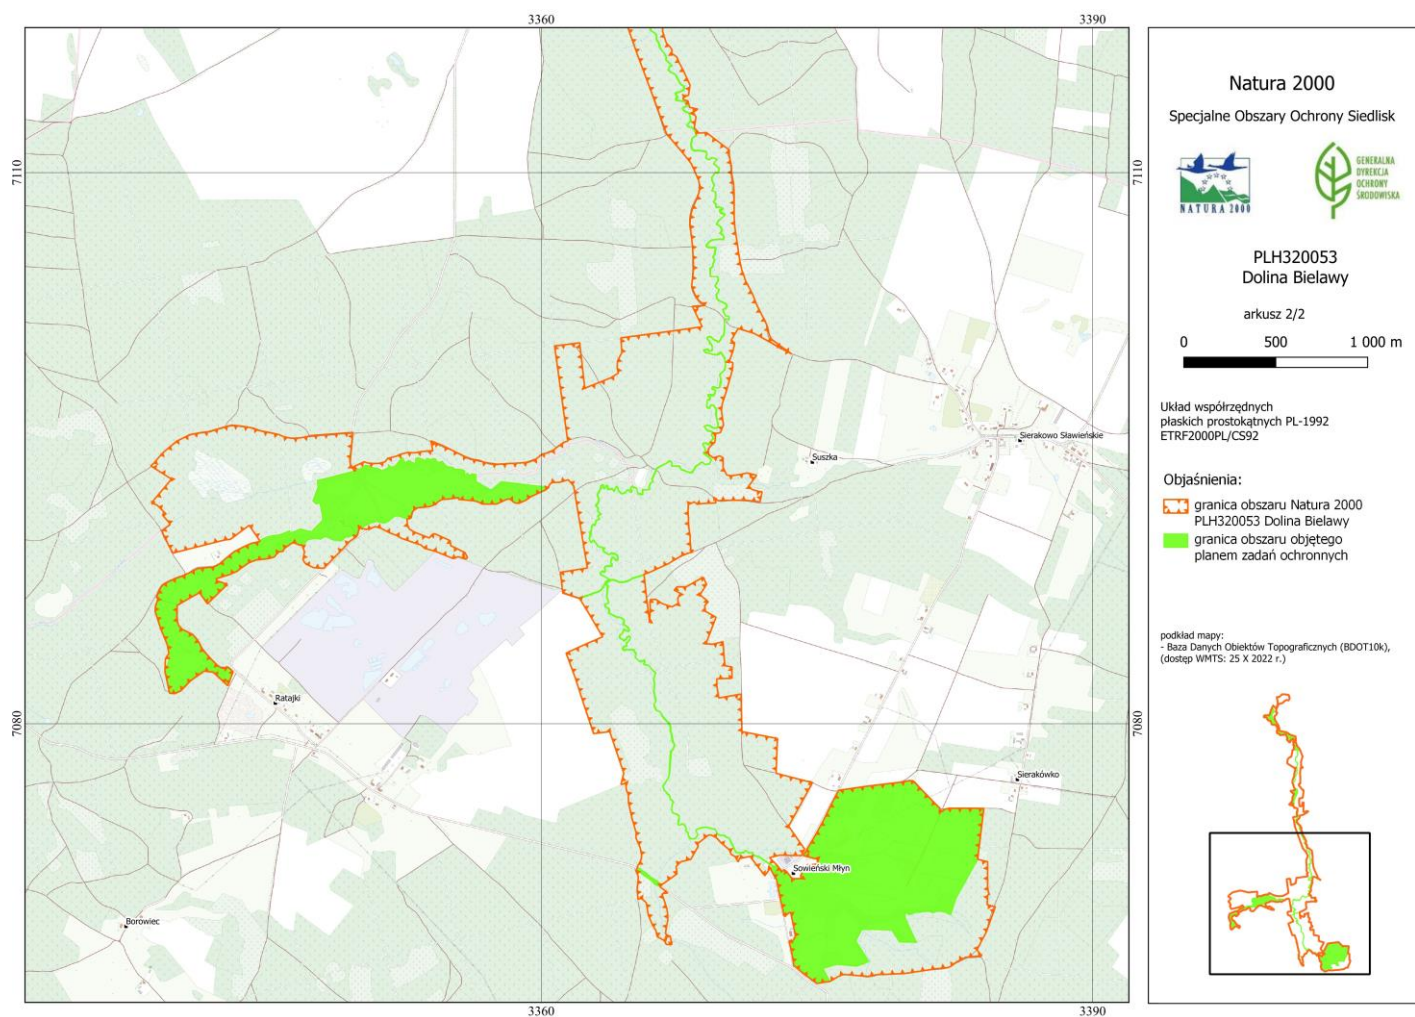 3360
3390
7110
7110
Sierakowo Sławieńskie
Suszka
Ratajki
7080
7080
Sierakówko
Sowieński Młyn
Borowiec
3360
3390
Natura 2000
Specjalne Obszary Ochrony Siedlisk
NATURA 2000
GENERALNA
DYREKCJA
OCHRONY
ŚRODOWISKA
PLH320053
Dolina Bielawy
arkusz 2/2
0 500 1 000 m
Układ współrzędnych
płaskich prostokątnych PL-1992
ETRF2000PL/CS92
Objaśnienia:
granica obszaru Natura 2000
PLH320053 Dolina Bielawy
granica obszaru objętego
planem zadań ochronnych
podkład mapy:
- Baza Danych Obiektów Topograficznych (BDOT10k),
(dostęp WMTS: 25 X 2022 r.)